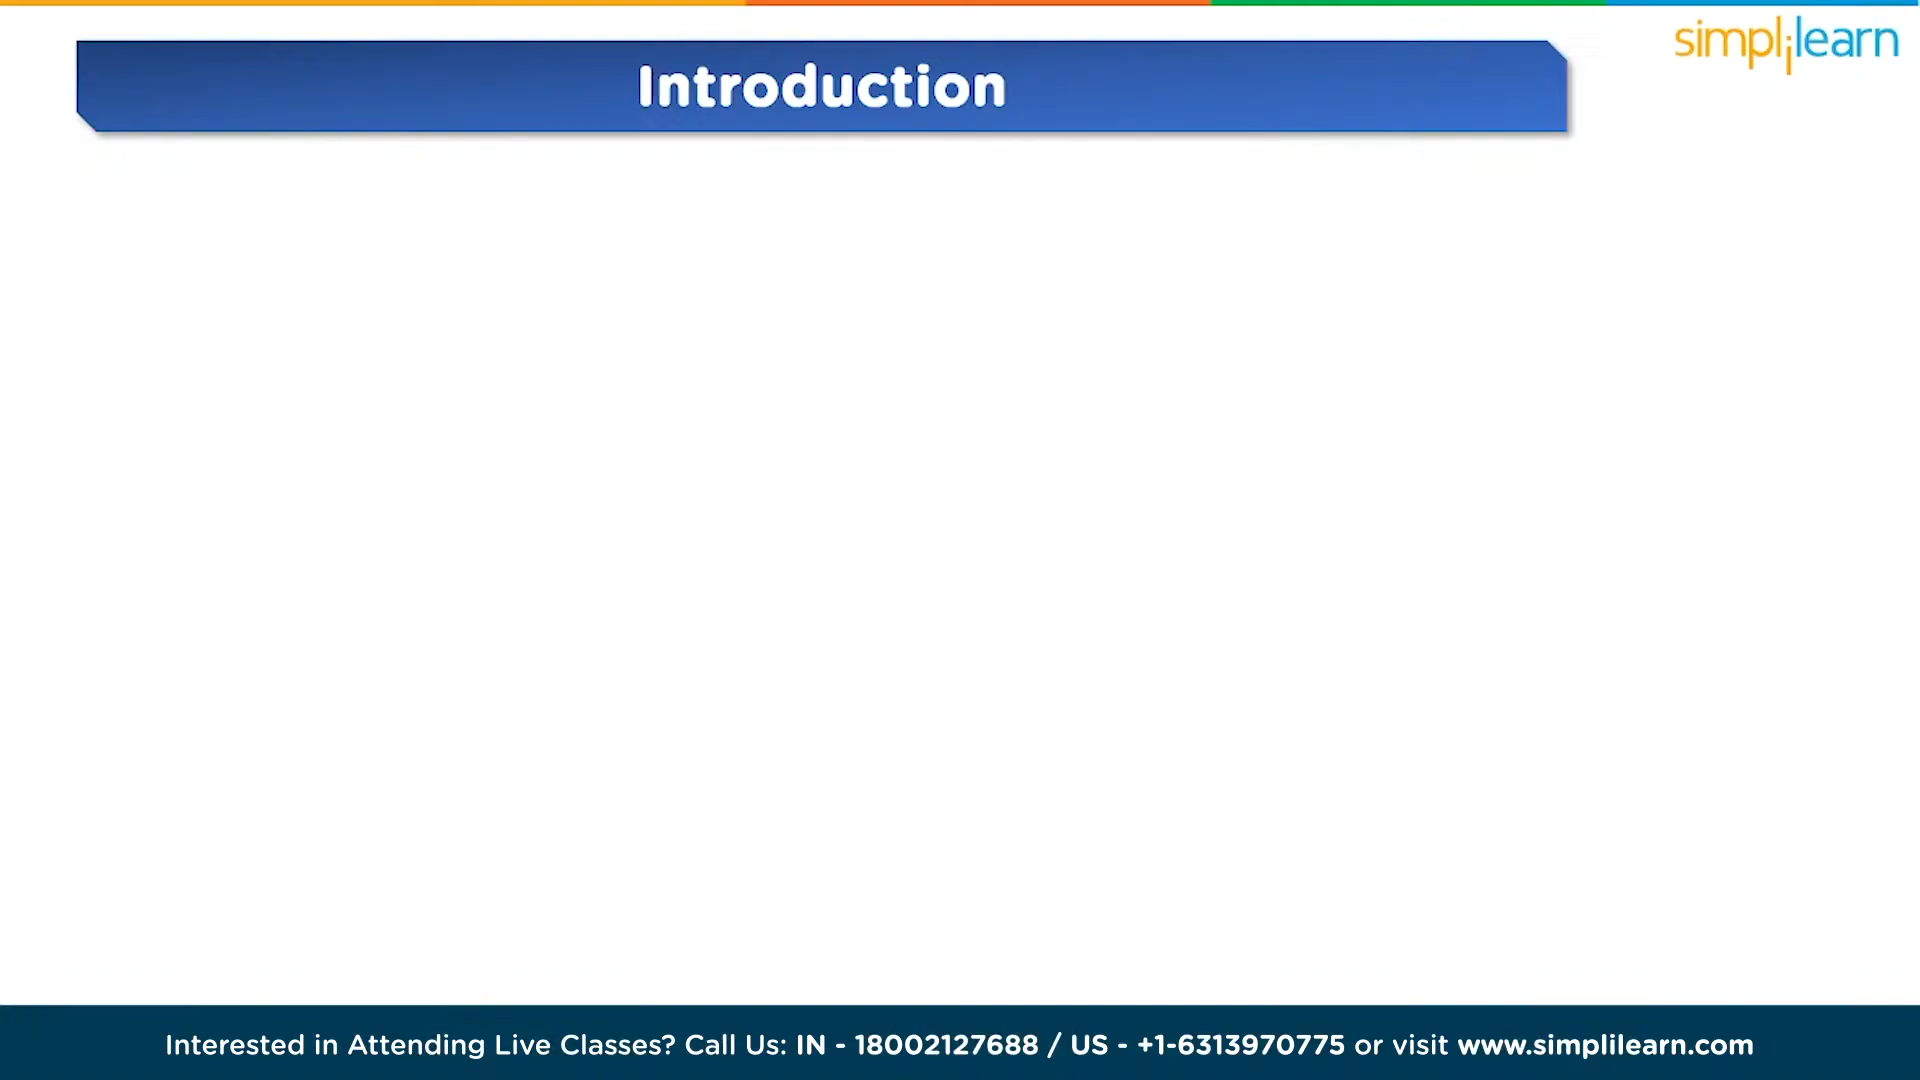 simplilearn
Introduction
Interested in Attending Live Classes? Call Us: IN - 18002127688 / US - +1-6313970775 or visit www.simplilearn.com